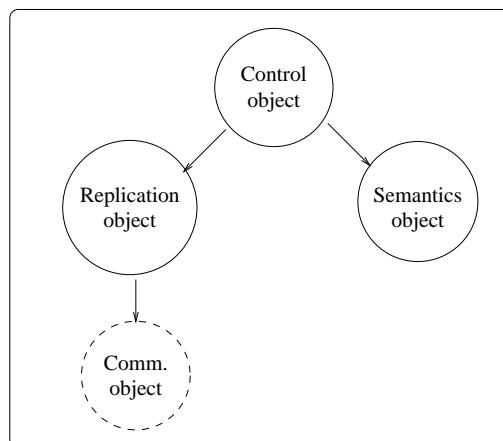 Control
object
Replication
object
Semantics
object
Comm.
object